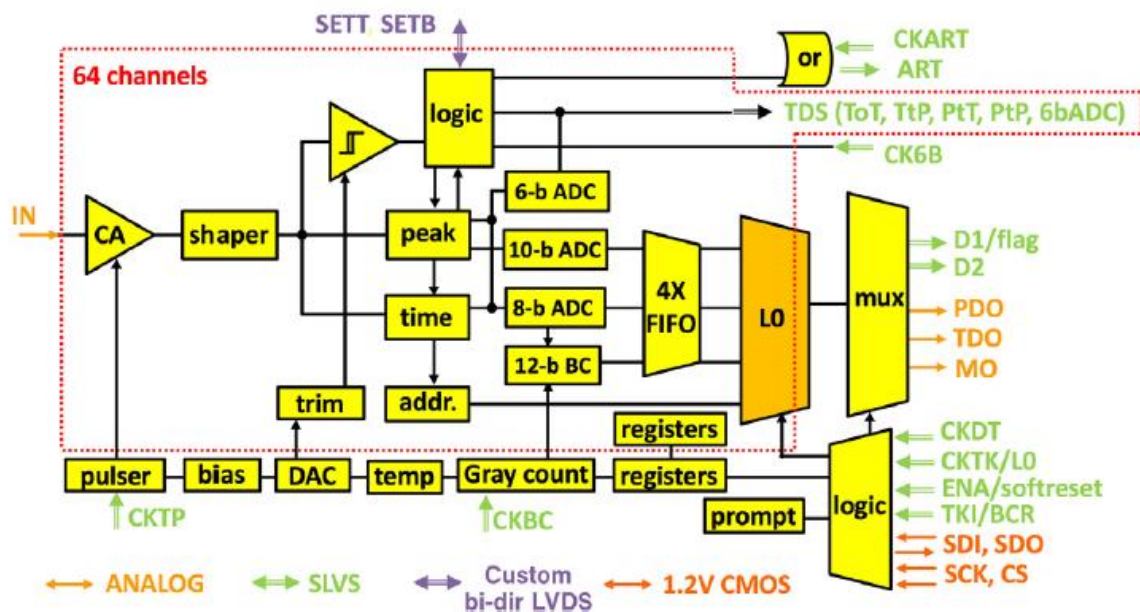 SETT, SETB
64 channels
or
CKART
ART
logic
TDS (ToT, TtP, PtT, PtP, 6bADC)
CK6B
6-b ADC
IN
CA
shaper
peak
10-b ADC
4X
FIFO
L0
mux
D1/flag
D2
time
8-b ADC
PDO
TDO
12-b BC
MO
trim
addr.
registers
CKDT
pulser
bias
DAC
temp
Gray count
registers
CKTK/L0
logic
ENA/softreset
CKTP
CKBC
prompt
TKI/BCR
SDI, SDO
SCK, CS
ANALOG
SLVS
Custom
bi-dir LVDS
1.2V CMOS